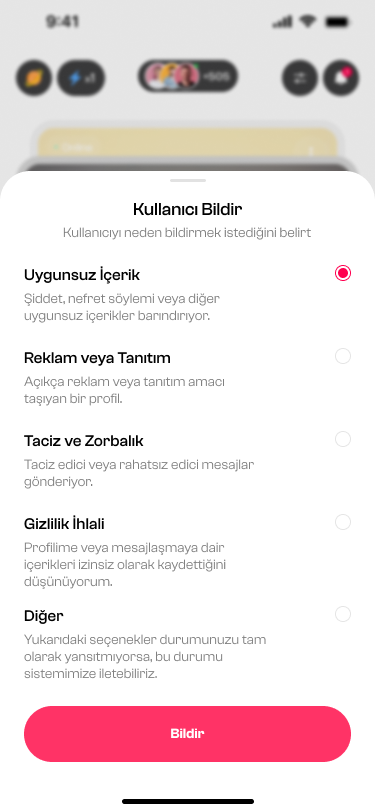 9:41
+505
Kullanıcı Bildir
Kullanıcıyı neden bildirmek istediğini belirt
Uygunsuz İçerik
Şiddet, nefret söylemi veya diğer
uygunsuz içerikler barındırıyor.
Reklam veya Tanıtım
Açıkça reklam veya tanıtım amacı
taşıyan bir profil.
Taciz ve Zorbalık
Taciz edici veya rahatsız edici mesajlar
gönderiyor.
Gizlilik İhlali
Profilime veya mesajlaşmaya dair
içerikleri izinsiz olarak kaydettiğini
düşünüyorum.
Diğer
Yukarıdaki seçenekler durumunuzu tam
olarak yansıtmıyorsa, bu durumu
sistemimize iletebiliriz.
Bildir